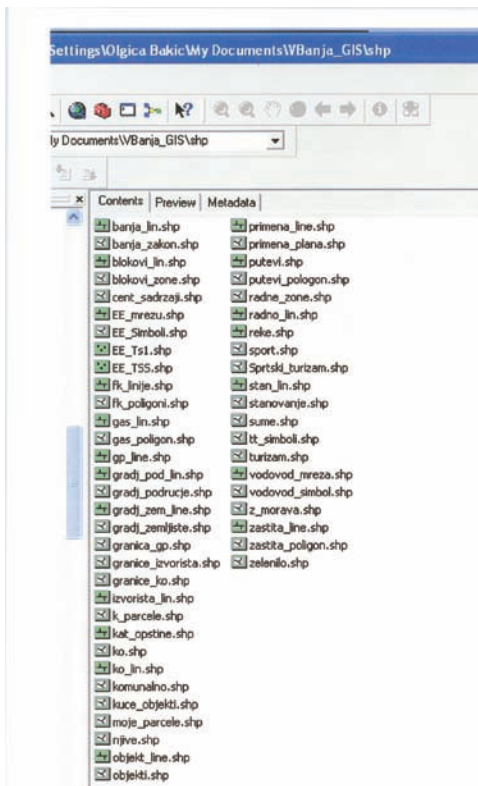 Settings\Olgica Bakic\My Documents\VBanja_GIS\shp
My Documents\VBanja_GIS\shp
Contents Preview Metadata
banja_lin.shp
banja_zakon.shp
blokovi_lin.shp
blokovi_zone.shp
cent_sadrzaji.shp
EE_mrezu.shp
EE_Simboli.shp
EE_Ts1.shp
EE_TSS.shp
fk_linije.shp
fk_poligoni.shp
gas_lin.shp
gas_poligon.shp
gp_line.shp
gradj_pod_lin.shp
gradj_podrucje.shp
gradj_zem_line.shp
gradj_zemljiste.shp
granica_gp.shp
granice_izvorista.shp
granice_ko.shp
izvorista_lin.shp
k_parcele.shp
kat_opstine.shp
ko.shp
ko_lin.shp
komunalno.shp
kuce_objekti.shp
moje_parcele.shp
njive.shp
objekt_line.shp
objekti.shp
primena_line.shp
primena_plana.shp
putevi.shp
putevi_pologon.shp
radne_zone.shp
radno_lin.shp
reke.shp
sport.shp
Sprtski_turizam.shp
stan_lin.shp
stanovanje.shp
sume.shp
tt_simboli.shp
turizam.shp
vodovod_mreza.shp
vodovod_simbol.shp
z_morava.shp
zastita_line.shp
zastita_poligon.shp
zelenilo.shp